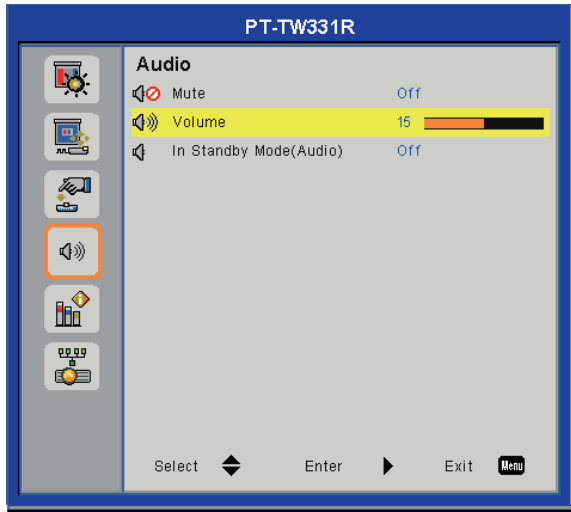 PT-TW331R
Audio
Mute Off
Volume 15
In Standby Mode(Audio) Off
Select Enter Exit Menu